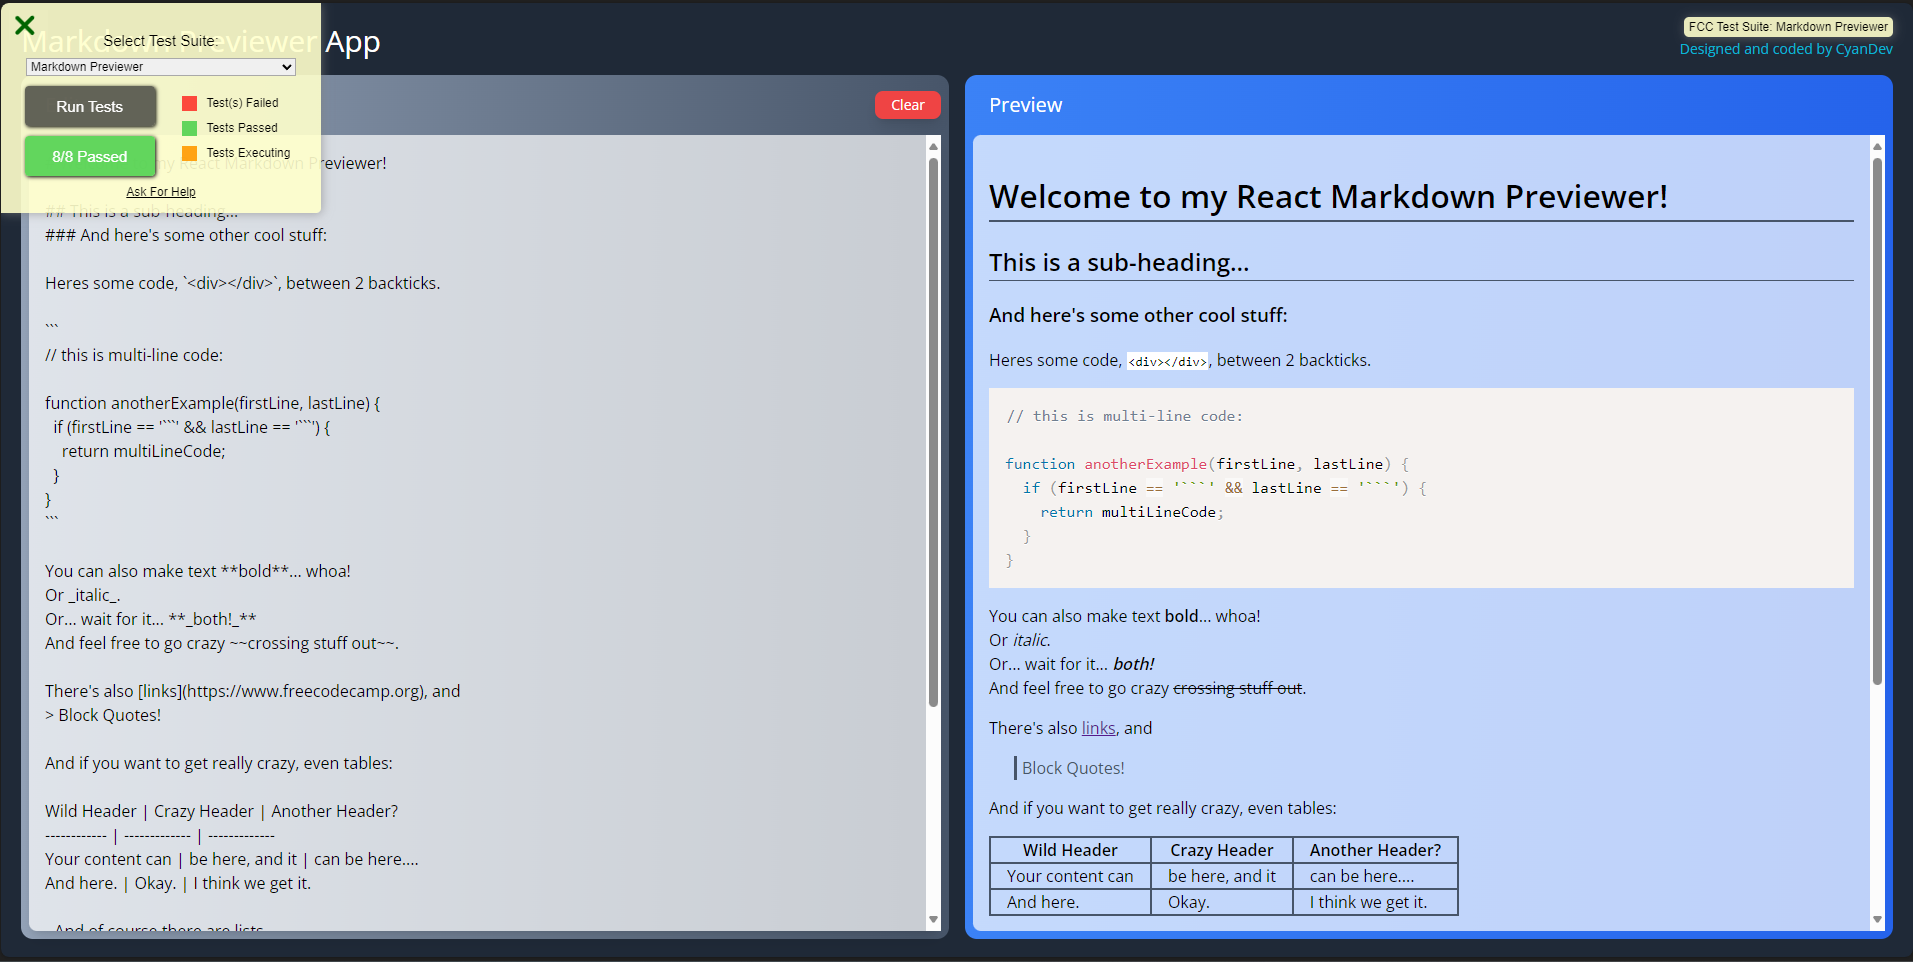 Markdown Previewer App
Select Test Suite:
Markdown Previewer
Run Tests
8/8 Passed
Test(s) Failed
Tests Passed
Tests Executing
Ask For Help
FCC Test Suite: Markdown Previewer
Designed and coded by CyanDev
Clear
my React Markdown Previewer!
## This is a sub-heading...
### And here's some other cool stuff:
Heres some code, `<div></div>`, between 2 backticks.
```
// this is multi-line code:
function anotherExample(firstLine, lastLine) {
if (firstLine == '```' && lastLine == '```') {
return multiLineCode;
}
}
```
You can also make text **bold**... whoa!
Or _italic_.
Or... wait for it... **_both!_**
And feel free to go crazy ~~crossing stuff out~~.
There's also [links](https://www.freecodecamp.org), and
> Block Quotes!
And if you want to get really crazy, even tables:
Wild Header | Crazy Header | Another Header?
------------ | ------------- | -------------
Your content can | be here, and it | can be here....
And here. | Okay. | I think we get it.
- And of course there are lists.
Preview
Welcome to my React Markdown Previewer!
This is a sub-heading...
And here's some other cool stuff:
Heres some code, <div></div>, between 2 backticks.
// this is multi-line code:
function anotherExample(firstLine, lastLine) {
if (firstLine == '```' && lastLine == '```') {
return multiLineCode;
}
}
You can also make text bold... whoa!
Or italic.
Or... wait for it... both!
And feel free to go crazy crossing stuff out.
There's also links, and
Block Quotes!
And if you want to get really crazy, even tables:
Wild Header Crazy Header Another Header?
Your content can be here, and it can be here....
And here. Okay. I think we get it.